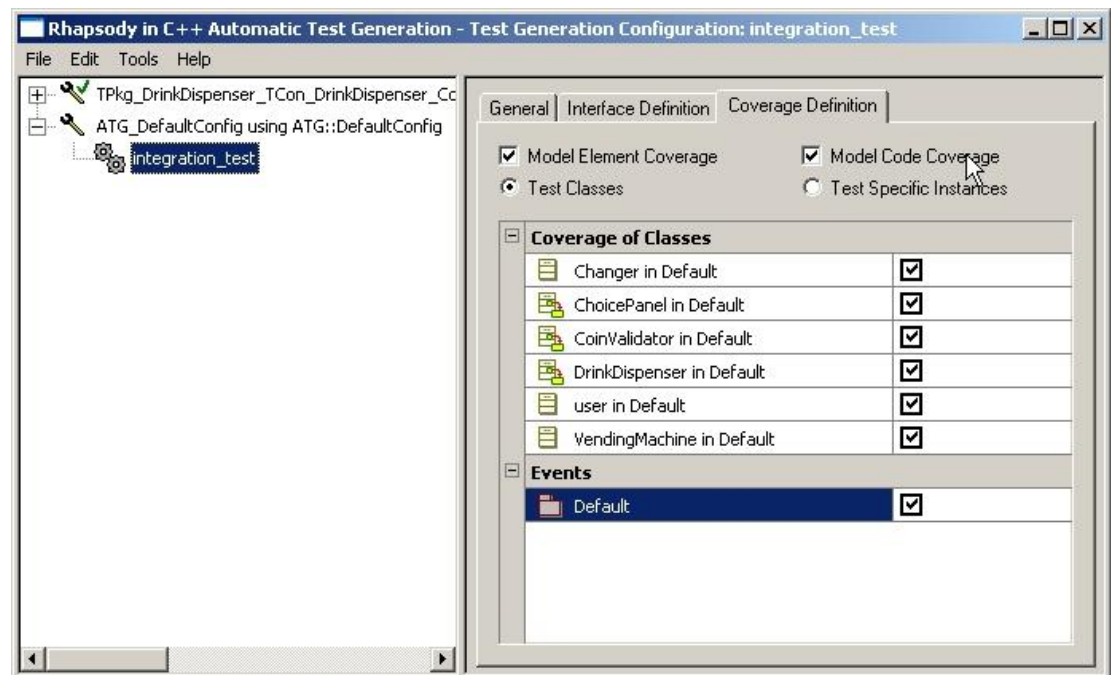 Rhapsody in C++ Automatic Test Generation - Test Generation Configuration: integration_test
File Edit Tools Help
TPkg_DrinkDispenser_TCon_DrinkDispenser_Cc
ATG_DefaultConfig using ATG::DefaultConfig
integration_test
General Interface Definition Coverage Definition
Model Element Coverage Model Code Coverage
Test Classes Test Specific Instances
Coverage of Classes
Changer in Default
ChoicePanel in Default
CoinValidator in Default
DrinkDispenser in Default
user in Default
VendingMachine in Default
Events
Default